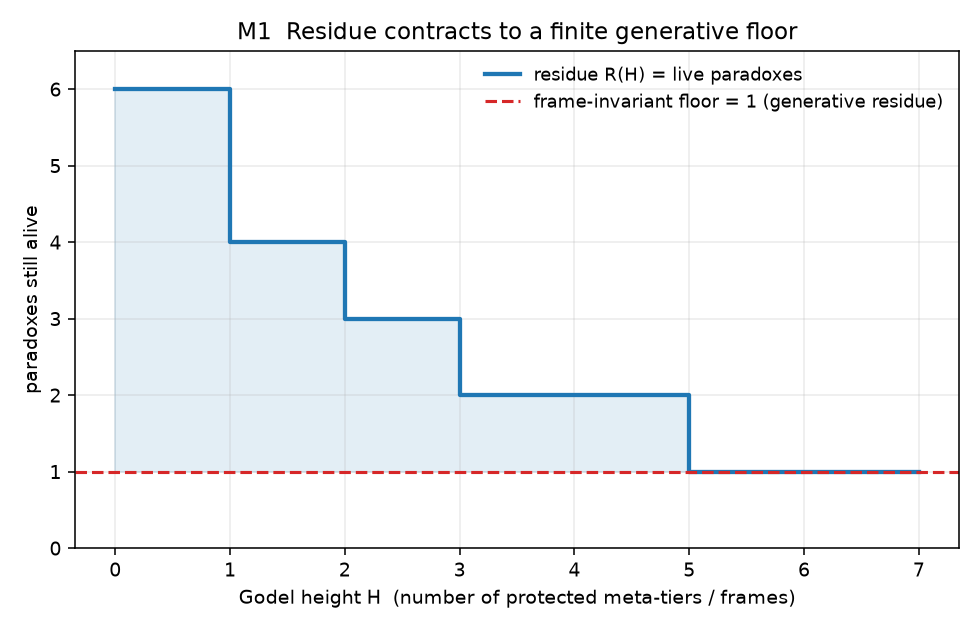 M1  Residue contracts to a finite generative floor
residue R(H) = live paradoxes
frame-invariant floor = 1 (generative residue)
paradoxes still alive
6
5
4
3
2
1
0
0 1 2 3 4 5 6 7
Godel height H  (number of protected meta-tiers / frames)